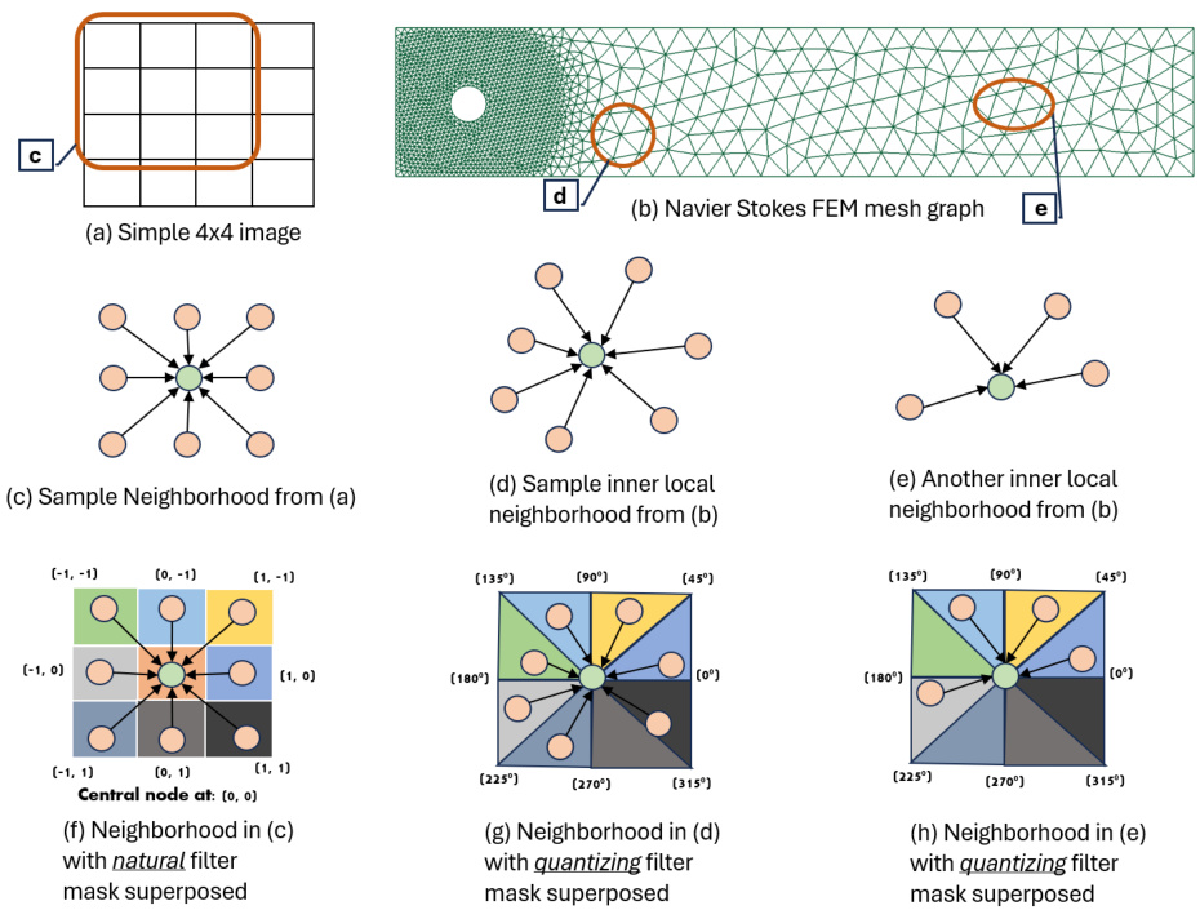 c
d
e
(a) Simple 4x4 image
(b) Navier Stokes FEM mesh graph
(c) Sample Neighborhood from (a)
(d) Sample inner local
neighborhood from (b)
(e) Another inner local
neighborhood from (b)
(-1, -1) (0, -1) (1, -1)
(-1, 0) (1, 0)
(-1, 1) (0, 1) (1, 1)
Central node at: (0, 0)
(f) Neighborhood in (c)
with natural filter
mask superposed
(135°) (90°) (45°)
(180°) (0°)
(225°) (270°) (315°)
(g) Neighborhood in (d)
with quantizing filter
mask superposed
(135°) (90°) (45°)
(180°) (0°)
(225°) (270°) (315°)
(h) Neighborhood in (e)
with quantizing filter
mask superposed